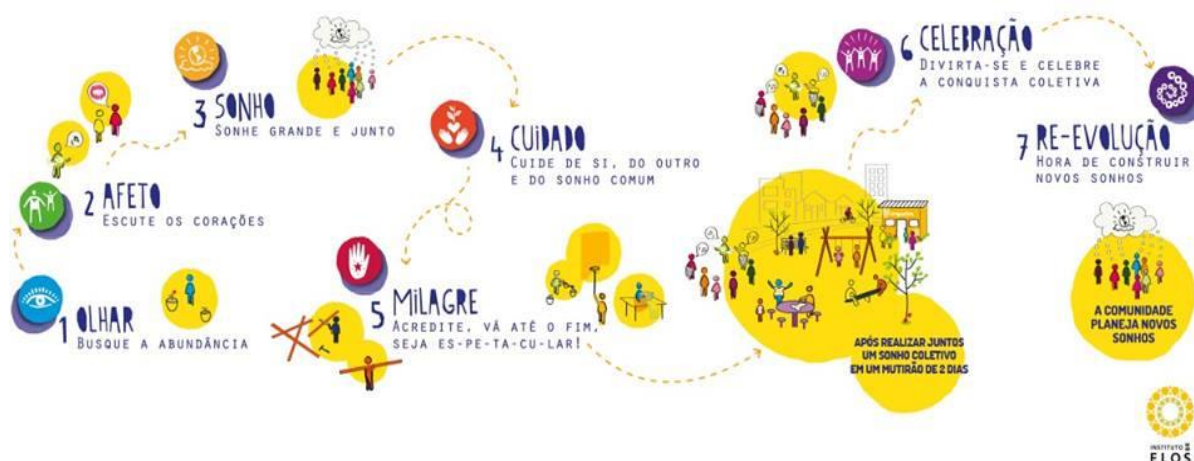 1 OLHAR
BUSQUE A ABUNDÂNCIA
2 AFETO
ESCUTE OS CORAÇÕES
3 SONHO
SONHE GRANDE E JUNTO
4 CUIDADO
CUIDE DE SI, DO OUTRO
E DO SONHO COMUM
5 MILAGRE
ACREDITE, VÁ ATÉ O FIM,
SEJA ES-PE-TA-CU-LAR!
APÓS REALIZAR JUNTOS
UM SONHO COLETIVO
EM UM MUTIRÃO DE 2 DIAS
6 CELEBRAÇÃO
DIVIRTA-SE E CELEBRE
A CONQUISTA COLETIVA
7 RE-EVOLUÇÃO
HORA DE CONSTRUIR
NOVOS SONHOS
A COMUNIDADE
PLANEJA NOVOS
SONHOS
INSTITUTO
ELOS